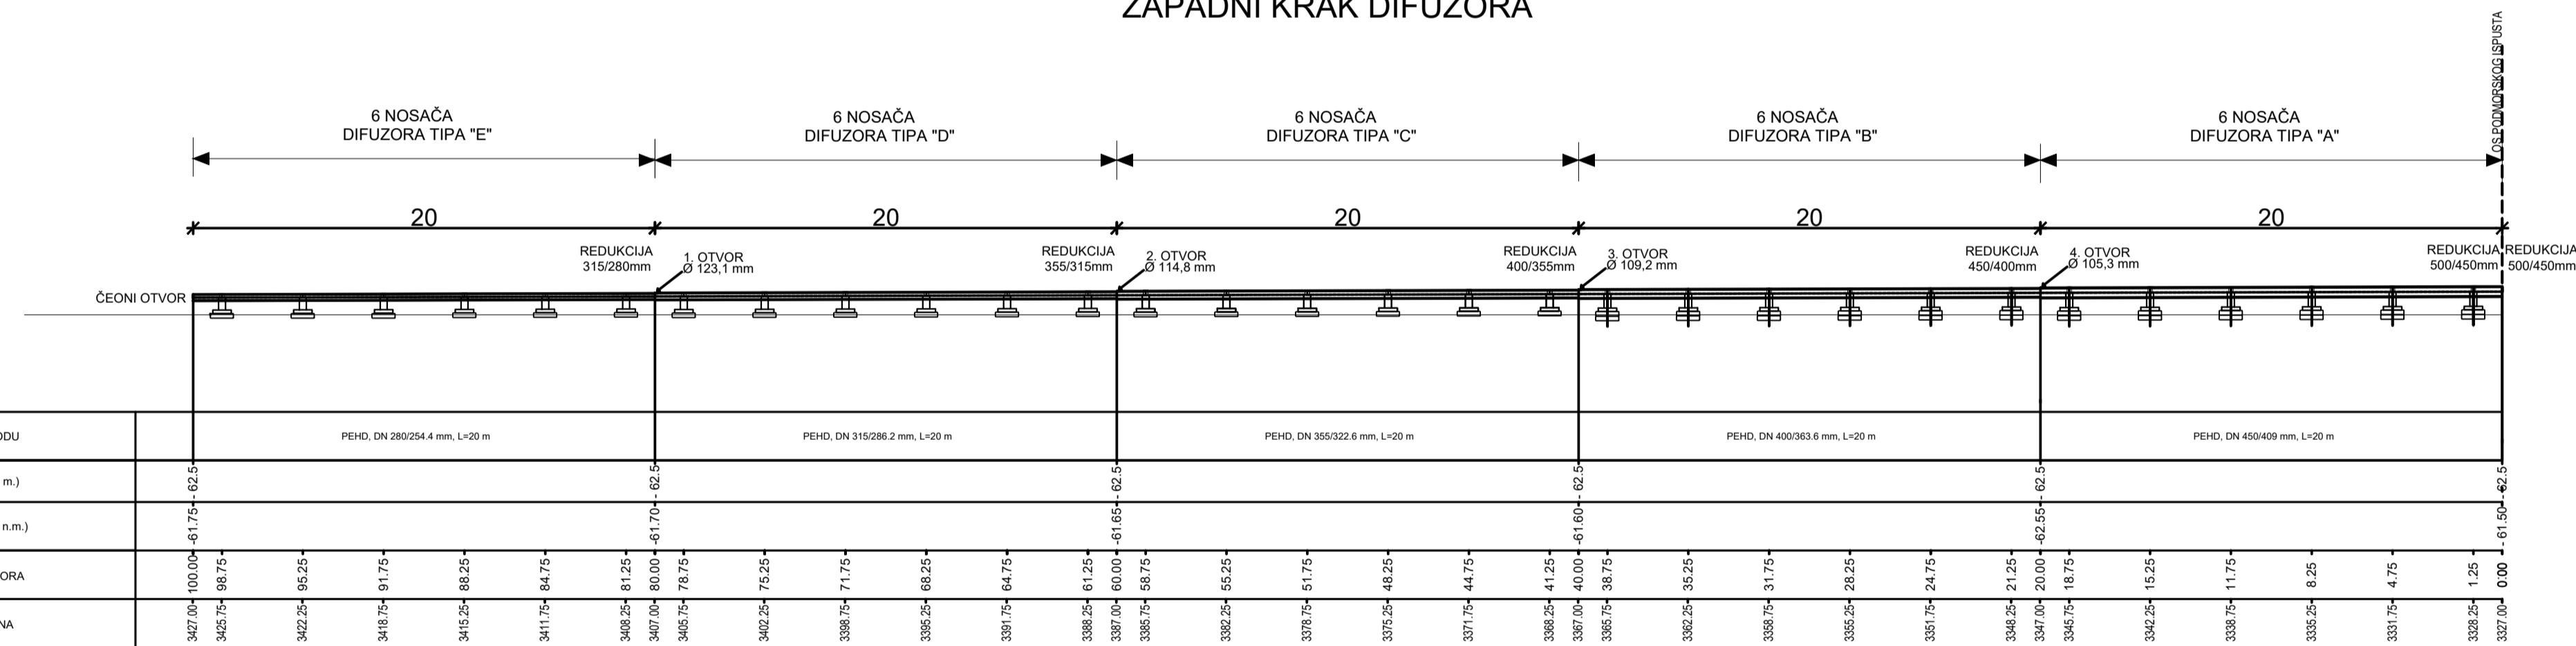 ZAPADNI KRAK DIFUZORA
OS PODMORSKOG ISPUSTA
6 NOSAČA
DIFUZORA TIPA "E"
6 NOSAČA
DIFUZORA TIPA "D"
6 NOSAČA
DIFUZORA TIPA "C"
6 NOSAČA
DIFUZORA TIPA "B"
6 NOSAČA
DIFUZORA TIPA "A"
20 20 20 20 20
REDUKCIJA
315/280mm
1. OTVOR
Ø 123,1 mm
REDUKCIJA
355/315mm
2. OTVOR
Ø 114,8 mm
REDUKCIJA
400/355mm
3. OTVOR
Ø 109,2 mm
REDUKCIJA
450/400mm
4. OTVOR
Ø 105,3 mm
REDUKCIJA
500/450mm
REDUKCIJA
500/450mm
ČEONI OTVOR
ODU
PEHD, DN 280/254.4 mm, L=20 m
PEHD, DN 315/286.2 mm, L=20 m
PEHD, DN 355/322.6 mm, L=20 m
PEHD, DN 400/363.6 mm, L=20 m
PEHD, DN 450/409 mm, L=20 m
m.)
- 62.5 - 62.5 - 62.5 - 62.5 - 62.5 - 62.5
n.m.)
-61.75 -61.70 -61.65 -61.60 -62.55 - 61.50
ORA
100.00 98.75 95.25 91.75 88.25 84.75 81.25 80.00 78.75 75.25 71.75 68.25 64.75 61.25 60.00 58.75 55.25 51.75 48.25 44.75 41.25 40.00 38.75 35.25 31.75 28.25 24.75 21.25 20.00 18.75 15.25 11.75 8.25 4.75 1.25 0.00
NA
3427.00 3425.75 3422.25 3418.75 3415.25 3411.75 3408.25 3407.00 3405.75 3402.25 3398.75 3395.25 3391.75 3388.25 3387.00 3385.75 3382.25 3378.75 3375.25 3371.75 3368.25 3367.00 3365.75 3362.25 3358.75 3355.25 3351.75 3348.25 3347.00 3345.75 3342.25 3338.75 3335.25 3331.75 3328.25 3327.00